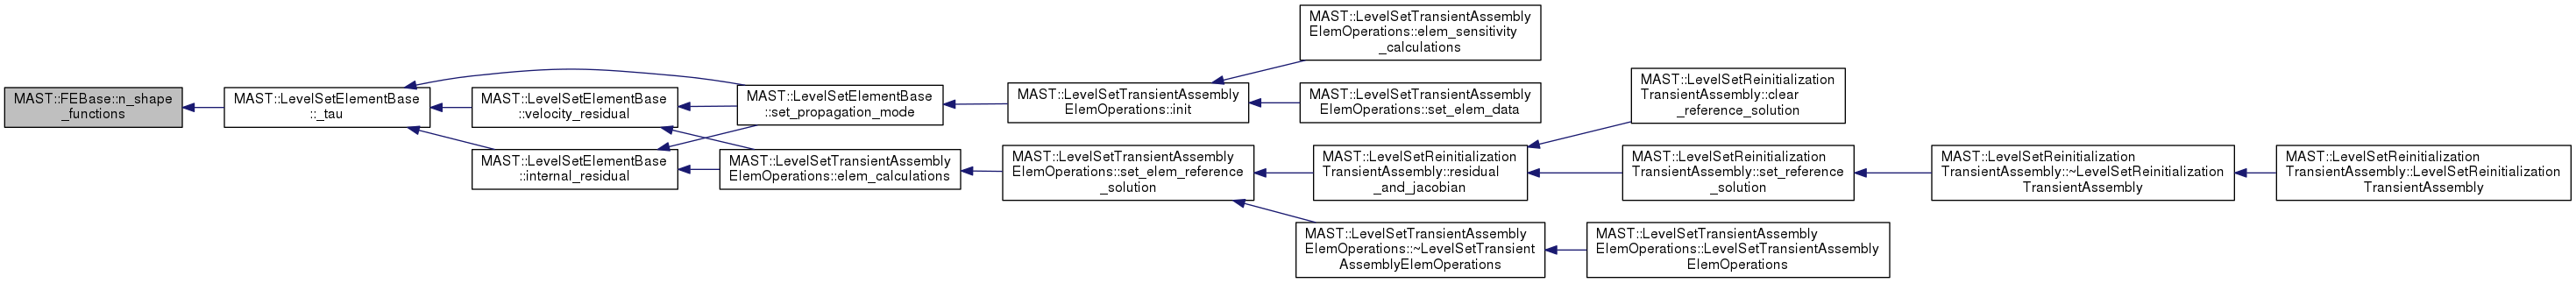 MAST::FEBase::n_shape
_functions
MAST::LevelSetElementBase
::_tau
MAST::LevelSetElementBase
::velocity_residual
MAST::LevelSetElementBase
::internal_residual
MAST::LevelSetElementBase
::set_propagation_mode
MAST::LevelSetTransientAssembly
ElemOperations::elem_calculations
MAST::LevelSetTransientAssembly
ElemOperations::init
MAST::LevelSetTransientAssembly
ElemOperations::set_elem_reference
_solution
MAST::LevelSetTransientAssembly
ElemOperations::elem_sensitivity
_calculations
MAST::LevelSetTransientAssembly
ElemOperations::set_elem_data
MAST::LevelSetReinitialization
TransientAssembly::residual
_and_jacobian
MAST::LevelSetTransientAssembly
ElemOperations::~LevelSetTransient
AssemblyElemOperations
MAST::LevelSetReinitialization
TransientAssembly::clear
_reference_solution
MAST::LevelSetReinitialization
TransientAssembly::set_reference
_solution
MAST::LevelSetTransientAssembly
ElemOperations::LevelSetTransientAssembly
ElemOperations
MAST::LevelSetReinitialization
TransientAssembly::~LevelSetReinitialization
TransientAssembly
MAST::LevelSetReinitialization
TransientAssembly::LevelSetReinitialization
TransientAssembly